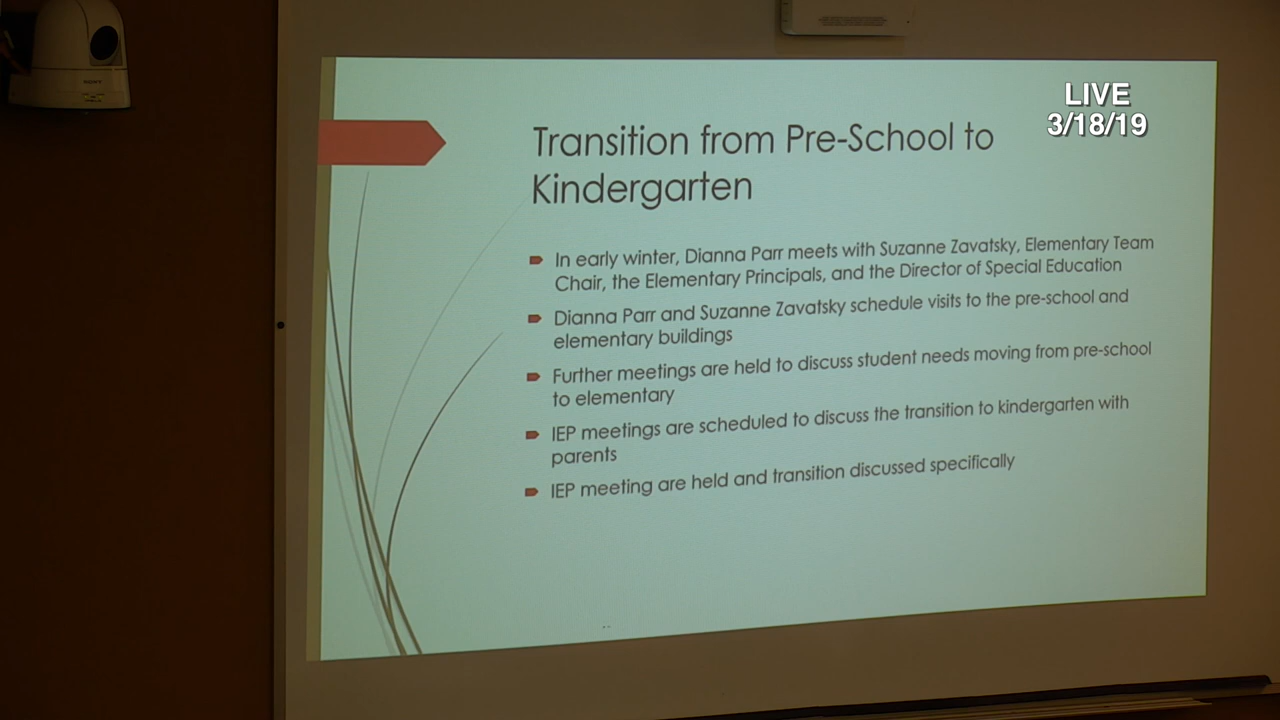 SONY
LIVE
3/18/19
Transition from Pre-School to
Kindergarten
In early winter, Dianna Parr meets with Suzanne Zavatsky, Elementary Team
Chair, the Elementary Principals, and the Director of Special Education
Dianna Parr and Suzanne Zavatsky schedule visits to the pre-school and
elementary buildings
Further meetings are held to discuss student needs moving from pre-school
to elementary
IEP meetings are scheduled to discuss the transition to kindergarten with
parents
IEP meeting are held and transition discussed specifically